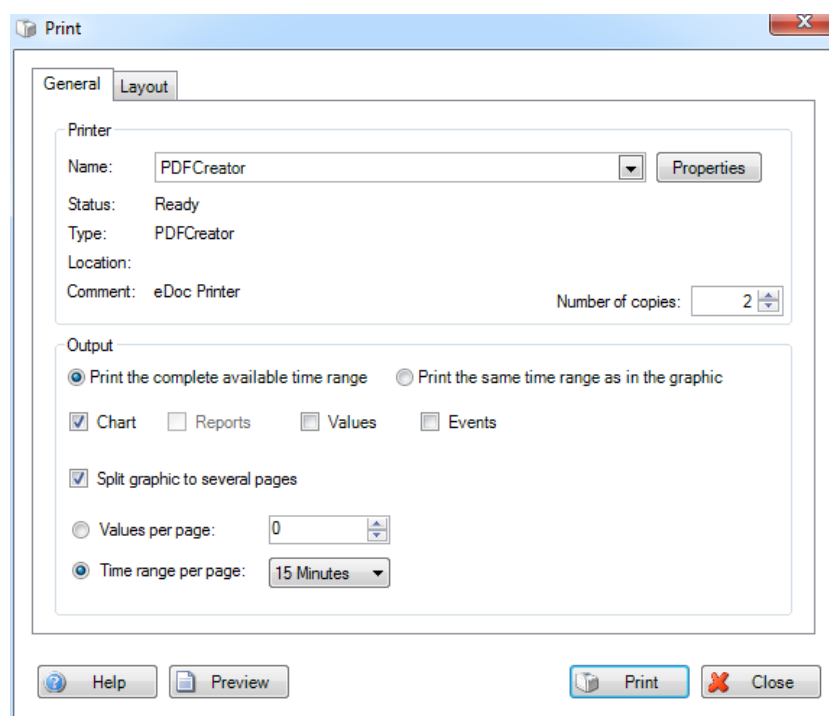 Print
General Layout
Printer
Name: PDFCreator Properties
Status: Ready
Type: PDFCreator
Location:
Comment: eDoc Printer
Number of copies: 2
Output
Print the complete available time range Print the same time range as in the graphic
Chart Reports Values Events
Split graphic to several pages
Values per page: 0
Time range per page: 15 Minutes
Help Preview Print Close